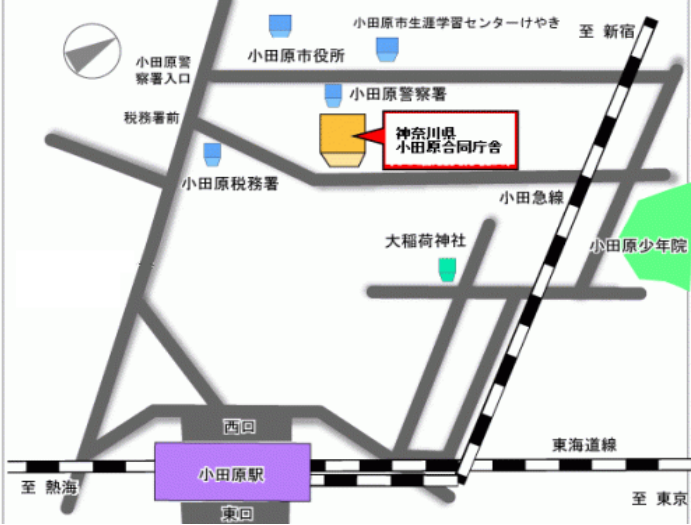 小田原市生涯学習センターけやき
至 新宿
小田原市役所
小田原警
察署入口
小田原警察署
税務署前
神奈川県
小田原合同庁舎
小田原税務署
小田急線
大稲荷神社
小田原少年院
西口
東海道線
小田原駅
至 熱海
至 東京
東口